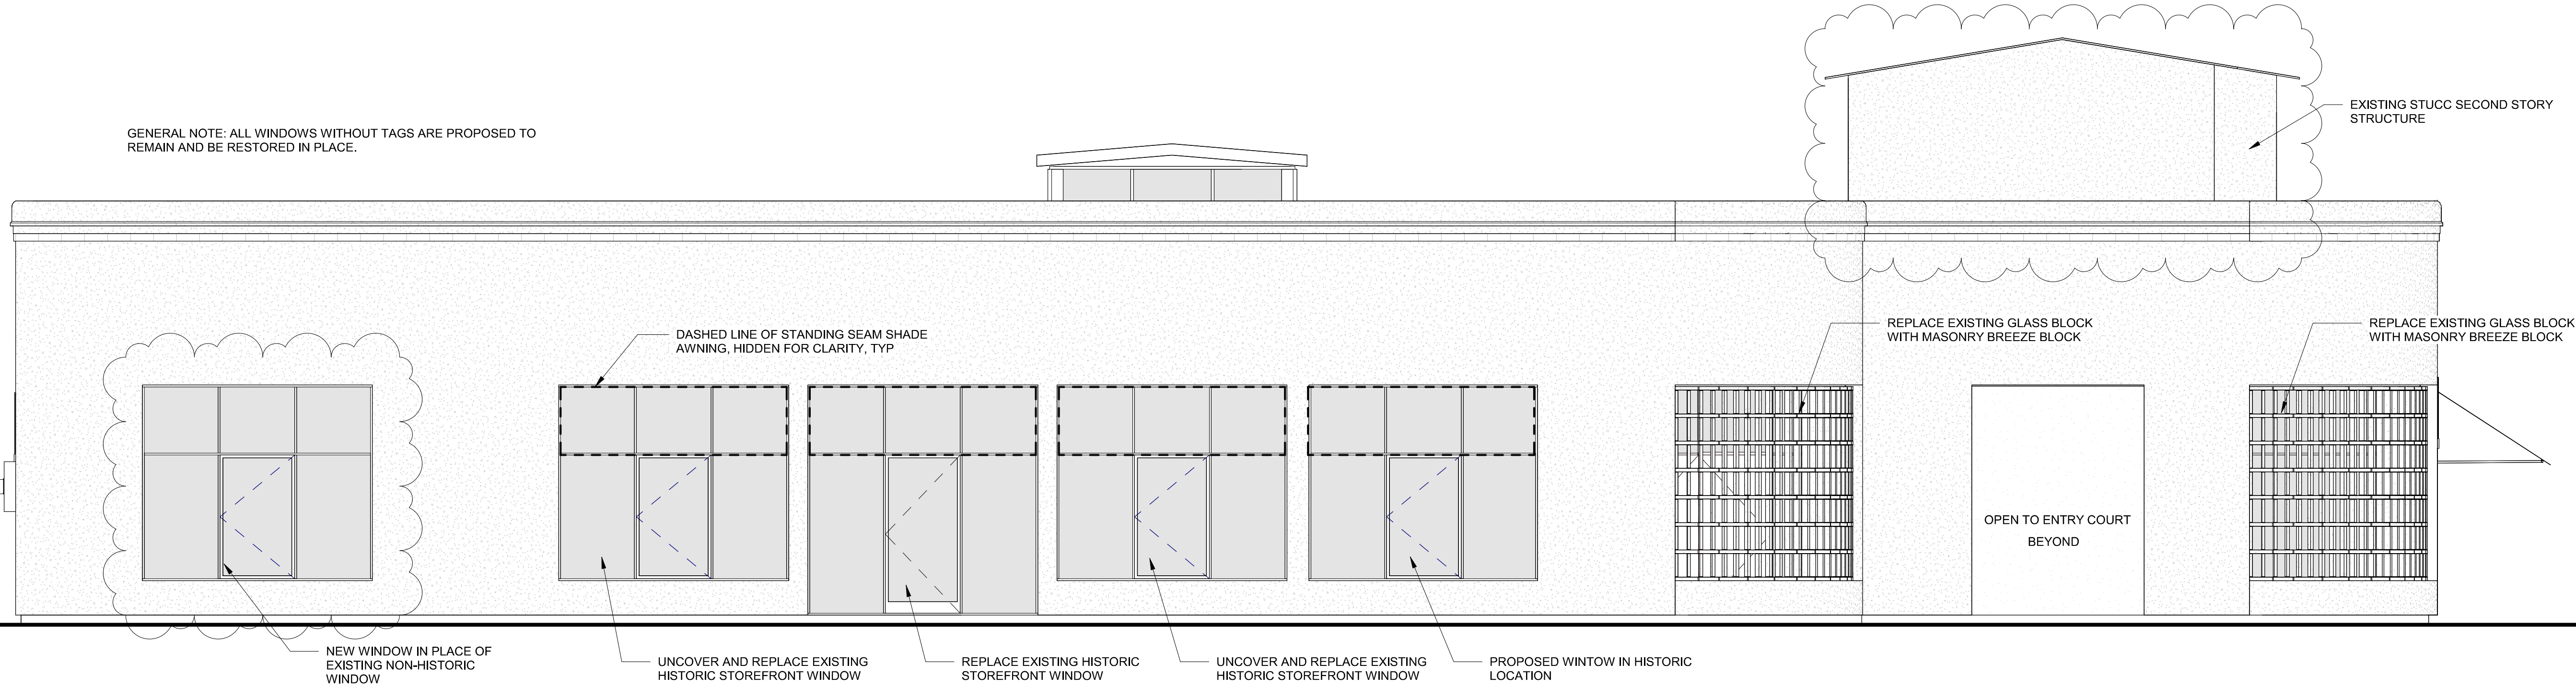 GENERAL NOTE: ALL WINDOWS WITHOUT TAGS ARE PROPOSED TO
REMAIN AND BE RESTORED IN PLACE.
EXISTING STUCC SECOND STORY
STRUCTURE
DASHED LINE OF STANDING SEAM SHADE
AWNING, HIDDEN FOR CLARITY, TYP
REPLACE EXISTING GLASS BLOCK
WITH MASONRY BREEZE BLOCK
REPLACE EXISTING GLASS BLOCK
WITH MASONRY BREEZE BLOCK
OPEN TO ENTRY COURT
BEYOND
NEW WINDOW IN PLACE OF
EXISTING NON-HISTORIC
WINDOW
UNCOVER AND REPLACE EXISTING
HISTORIC STOREFRONT WINDOW
REPLACE EXISTING HISTORIC
STOREFRONT WINDOW
UNCOVER AND REPLACE EXISTING
HISTORIC STOREFRONT WINDOW
PROPOSED WINTOW IN HISTORIC
LOCATION